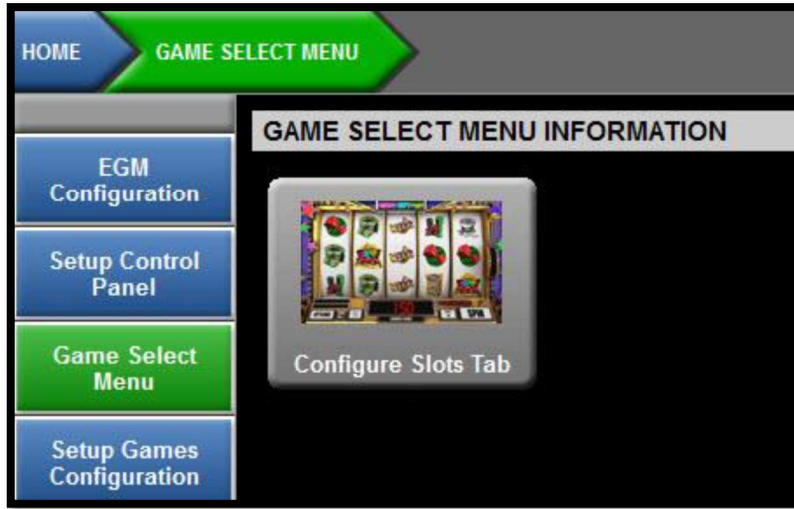 HOME
GAME SELECT MENU
GAME SELECT MENU INFORMATION
EGM
Configuration
Setup Control
Panel
Game Select
Menu
Setup Games
Configuration
Configure Slots Tab